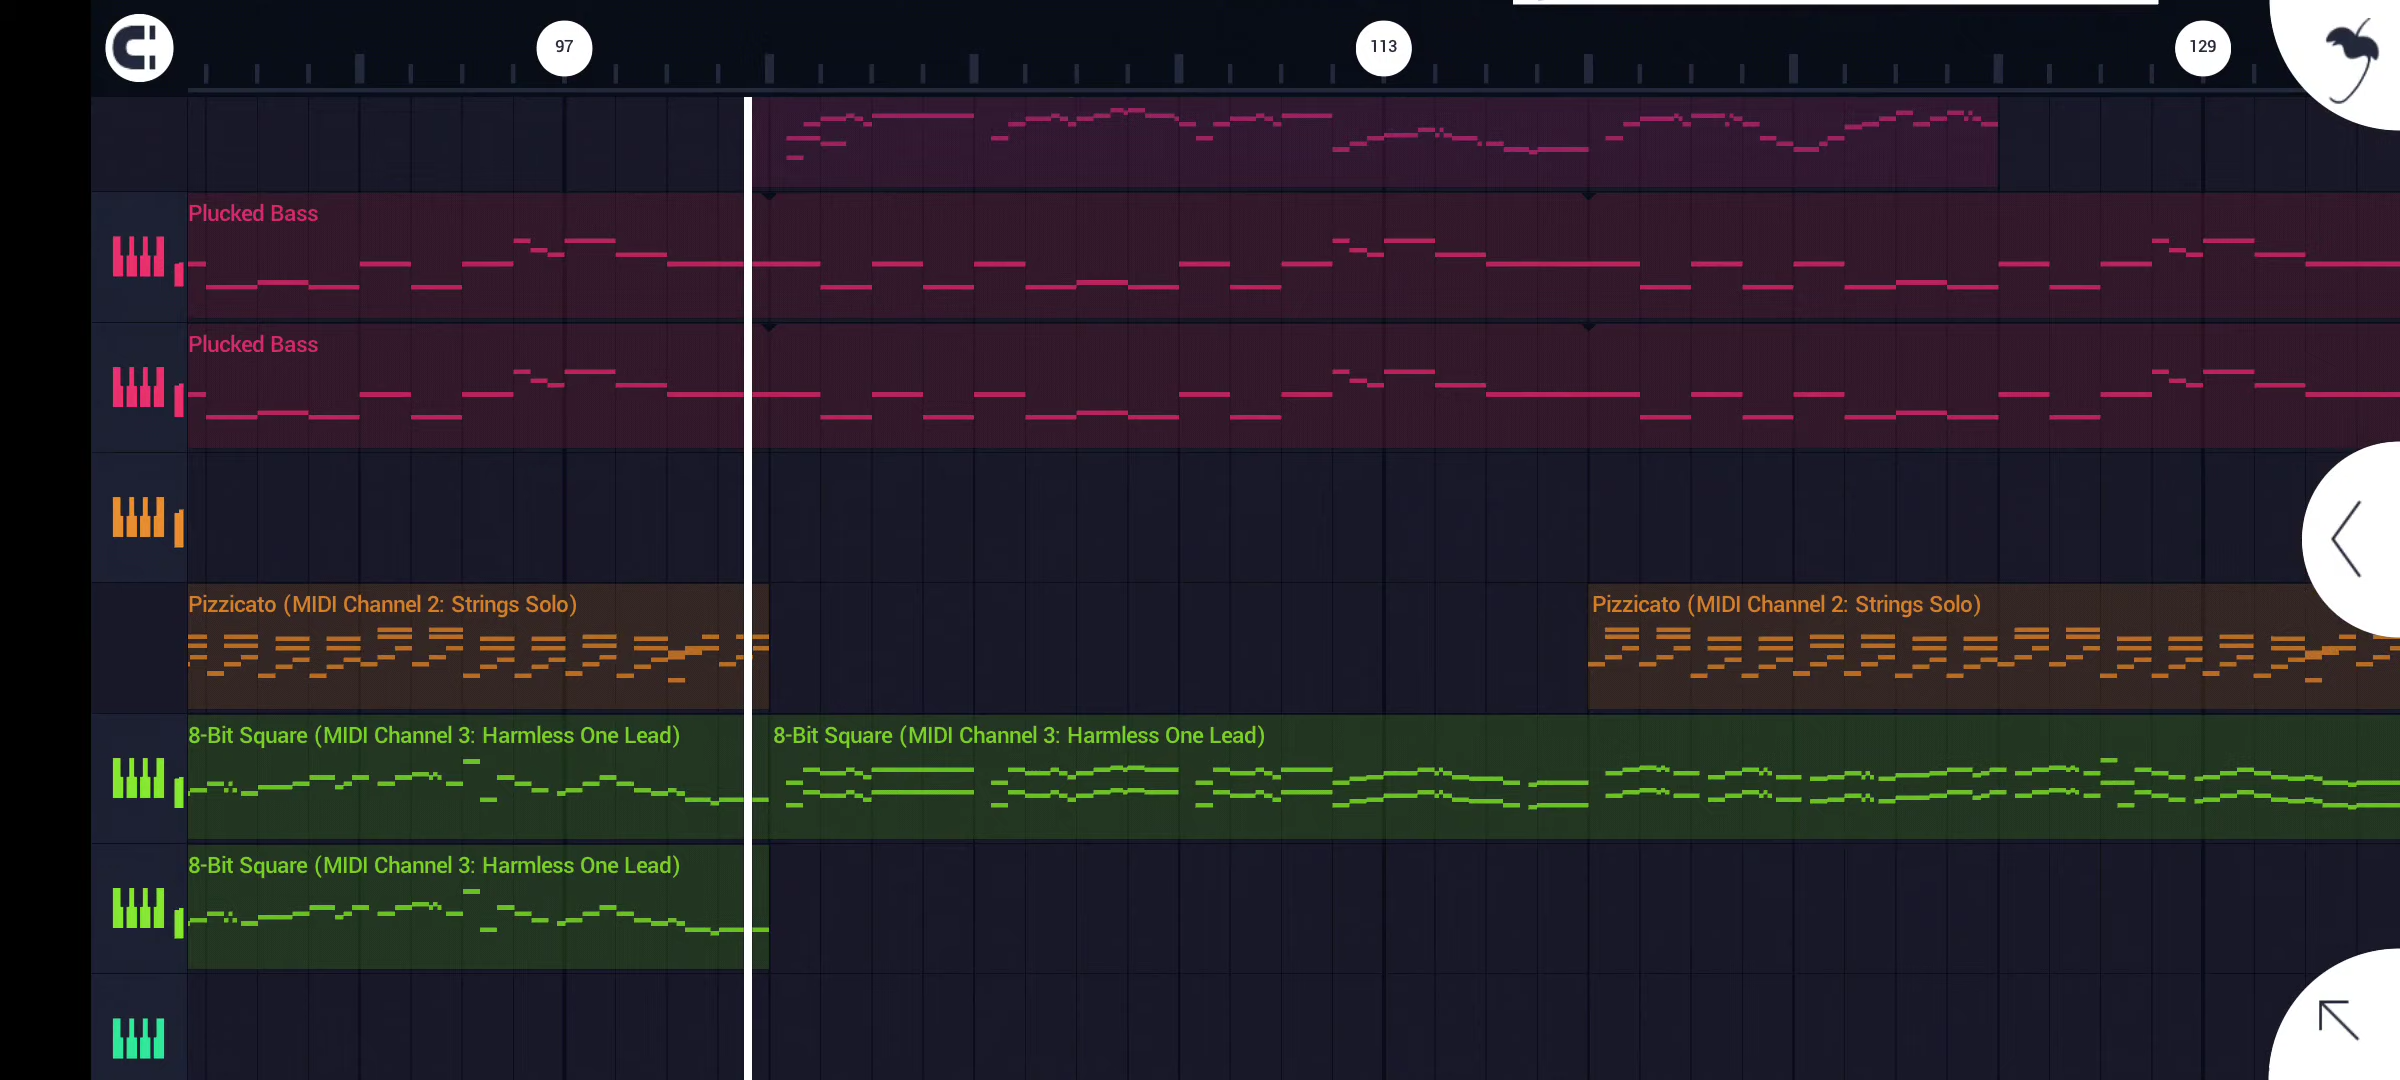 97
113
129
Plucked Bass
Plucked Bass
Pizzicato (MIDI Channel 2: Strings Solo)
Pizzicato (MIDI Channel 2: Strings Solo)
8-Bit Square (MIDI Channel 3: Harmless One Lead)
8-Bit Square (MIDI Channel 3: Harmless One Lead)
8-Bit Square (MIDI Channel 3: Harmless One Lead)